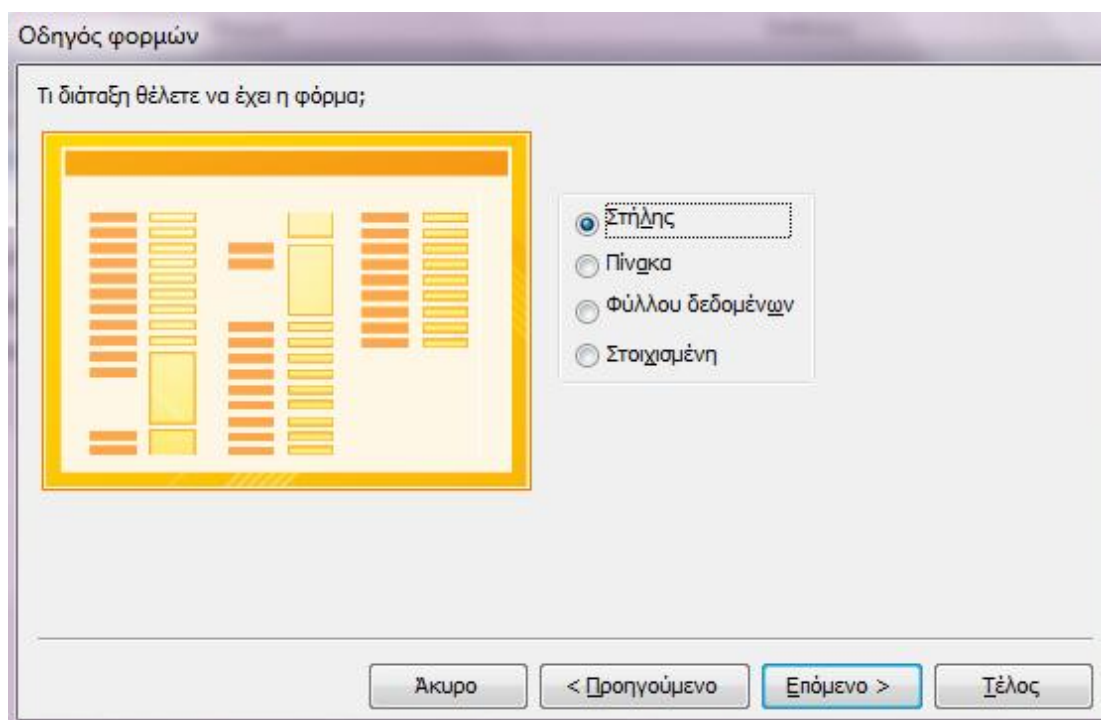 Οδηγός φορμών
Τι διάταξη θέλετε να έχει η φόρμα;
Στήλης
Πίνακα
Φύλλου δεδομένων
Στοιχισμένη
Άκυρο
< Προηγούμενο
Επόμενο >
Τέλος